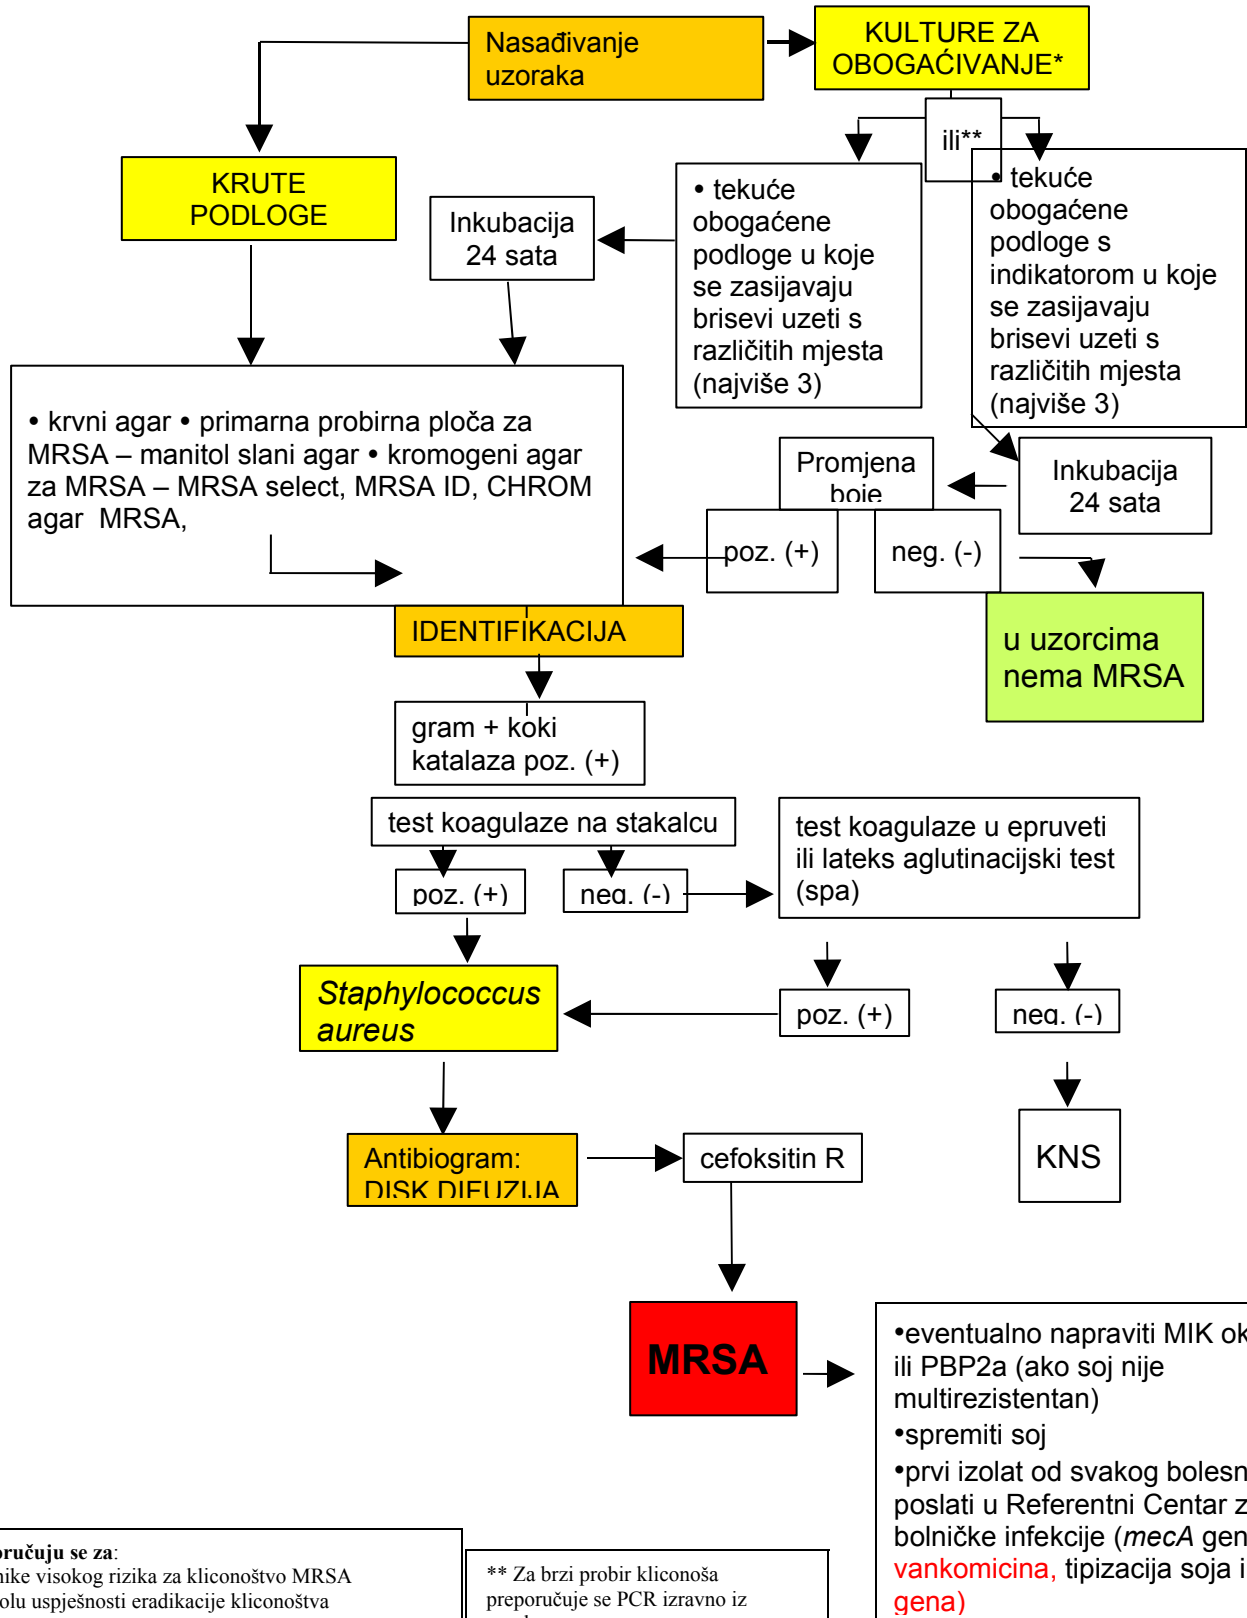 Nasađivanje
uzoraka
KULTURE ZA
OBOGAĆIVANJE*
ili**
KRUTE
PODLOGE
Inkubacija
24 sata
• tekuće
obogaćene
podloge u koje
se zasijavaju
brisevi uzeti s
različitih mjesta
(najviše 3)
• tekuće
obogaćene
podloge s
indikatorom u koje
se zasijavaju
brisevi uzeti s
različitih mjesta
(najviše 3)
• krvni agar • primarna probirna ploča za
MRSA – manitol slani agar • kromogeni agar
za MRSA – MRSA select, MRSA ID, CHROM
agar MRSA,
Promjena
boje
Inkubacija
24 sata
poz. (+)
neg. (-)
IDENTIFIKACIJA
u uzorcima
nema MRSA
gram + koki
katalaza poz. (+)
test koagulaze na stakalcu
poz. (+)
neg. (-)
test koagulaze u epruveti
ili lateks aglutinacijski test
(spa)
Staphylococcus
aureus
poz. (+)
neg. (-)
Antibiogram:
DISK DIFUZIJA
cefoksitin R
KNS
MRSA
•eventualno napraviti MIK ok
ili PBP2a (ako soj nije
multirezistentan)
•spremiti soj
•prvi izolat od svakog bolesn
poslati u Referentni Centar z
bolničke infekcije (mecA gen
vankomicina, tipizacija soja i
gena)
oručuju se za:
nike visokog rizika za kliconoštvo MRSA
olu uspješnosti eradikacije kliconoštva
** Za brzi probir kliconoša
preporučuje se PCR izravno iz